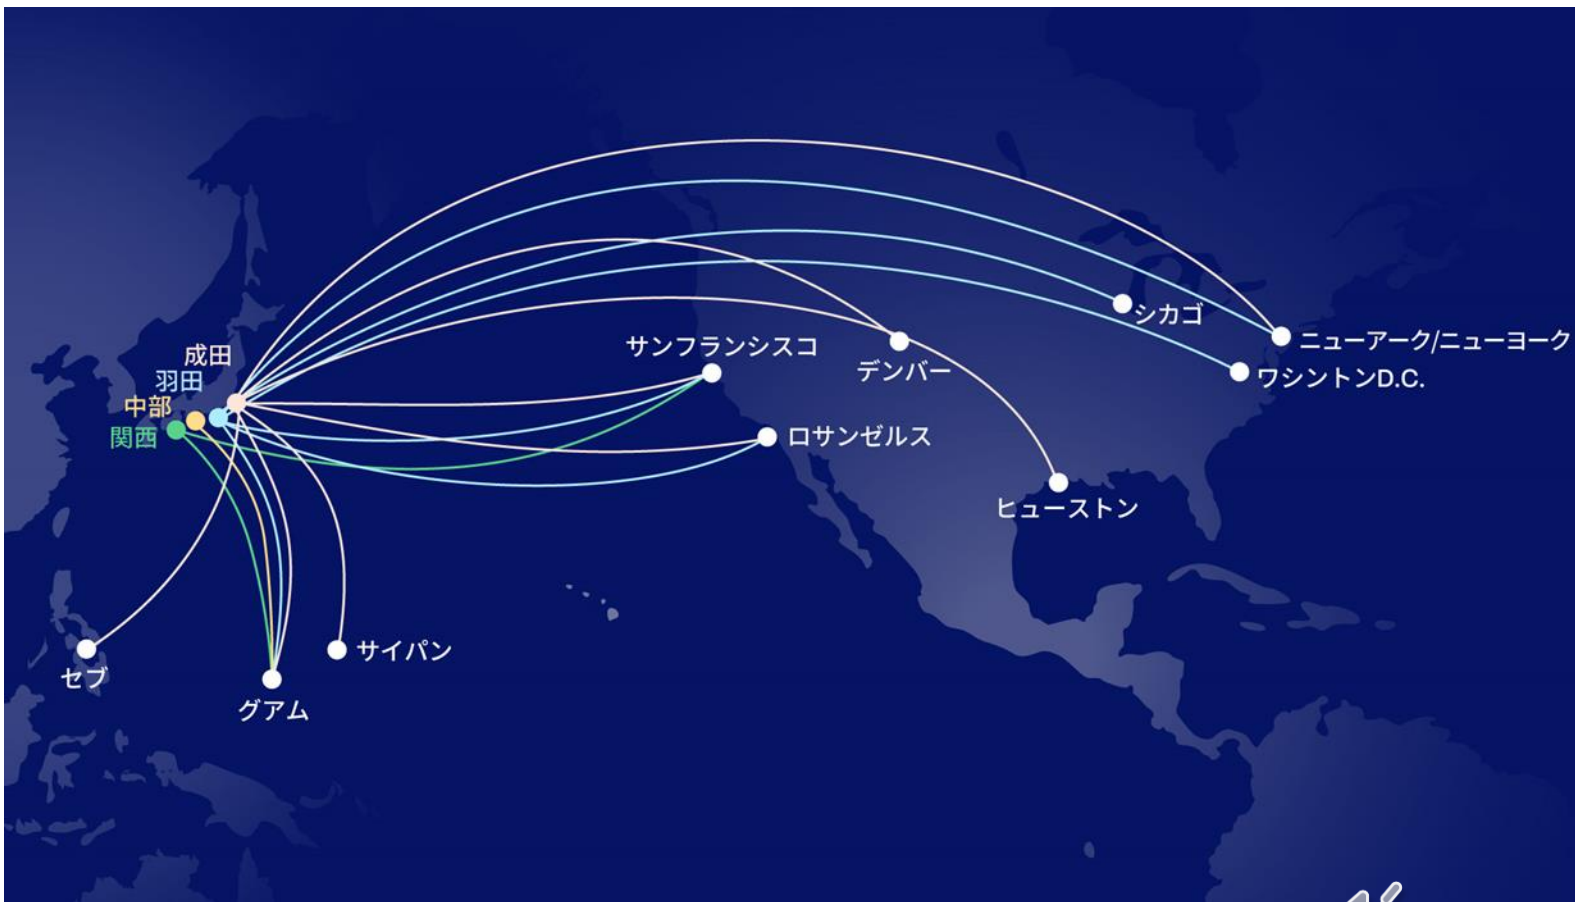 成田
羽田
中部
関西
サンフランシスコ
ロサンゼルス
デンバー
シカゴ
ニューアーク/ニューヨーク
ワシントンD.C.
ヒューストン
セブ
グアム
サイパン